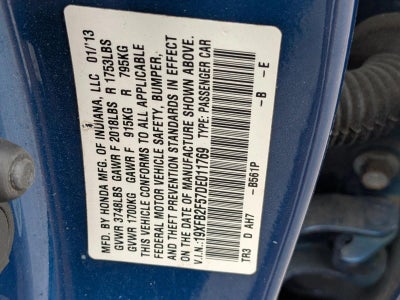 MFD. BY HONDA MFG. OF INDIANA, LLC 01/13
GVWR 3748LBS GAWR F 2018LBS R 1753LBS
GVWR 1700KG GAWR F 915KG R 795KG
THIS VEHICLE CONFORMS TO ALL APPLICABLE
FEDERAL MOTOR VEHICLE SAFETY, BUMPER,
AND THEFT PREVENTION STANDARDS IN EFFECT
ON THE DATE OF MANUFACTURE SHOWN ABOVE.
V.I.N.:19XFB2F57DE011769 TYPE: PASSENGER CAR
TR3 D AH7 -B561P -B -E